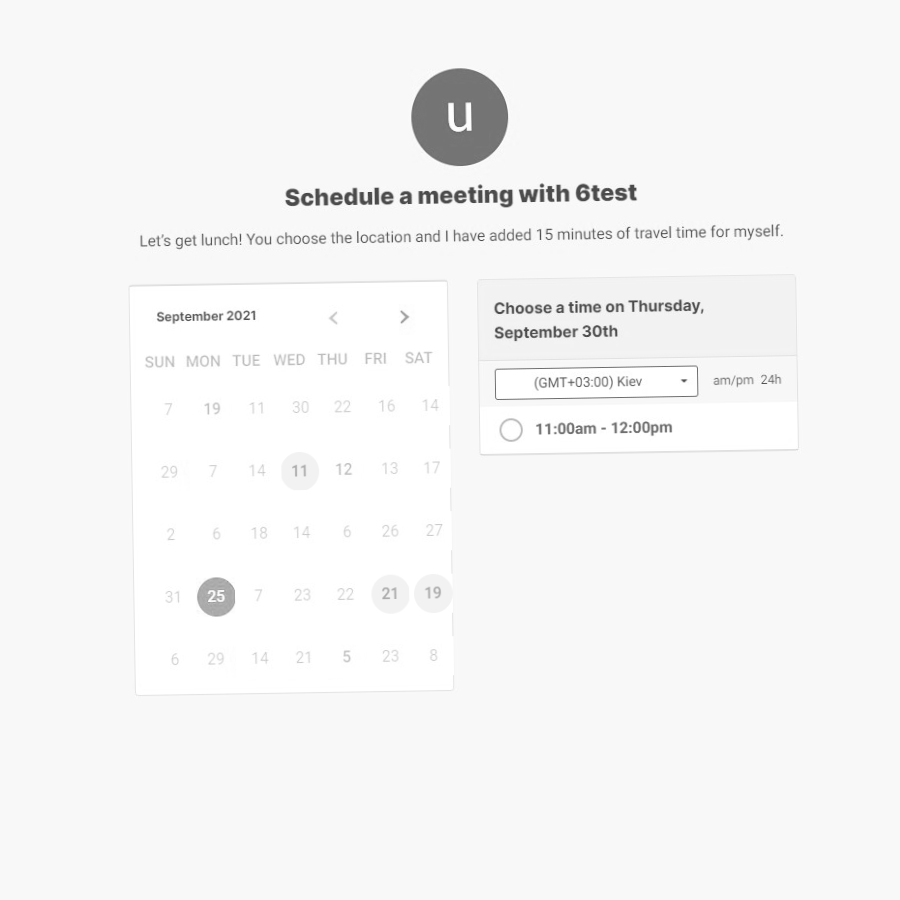 u
Schedule a meeting with 6test
Let's get lunch! You choose the location and I have added 15 minutes of travel time for myself.
September 2021
SUN MON TUE WED THU FRI SAT
7 19 11 30 22 16 14
29 7 14 11 12 13 17
2 6 18 14 6 26 27
31 25 7 23 22 21 19
6 29 14 21 5 23 8
Choose a time on Thursday,
September 30th
(GMT+03:00) Kiev am/pm 24h
11:00am - 12:00pm